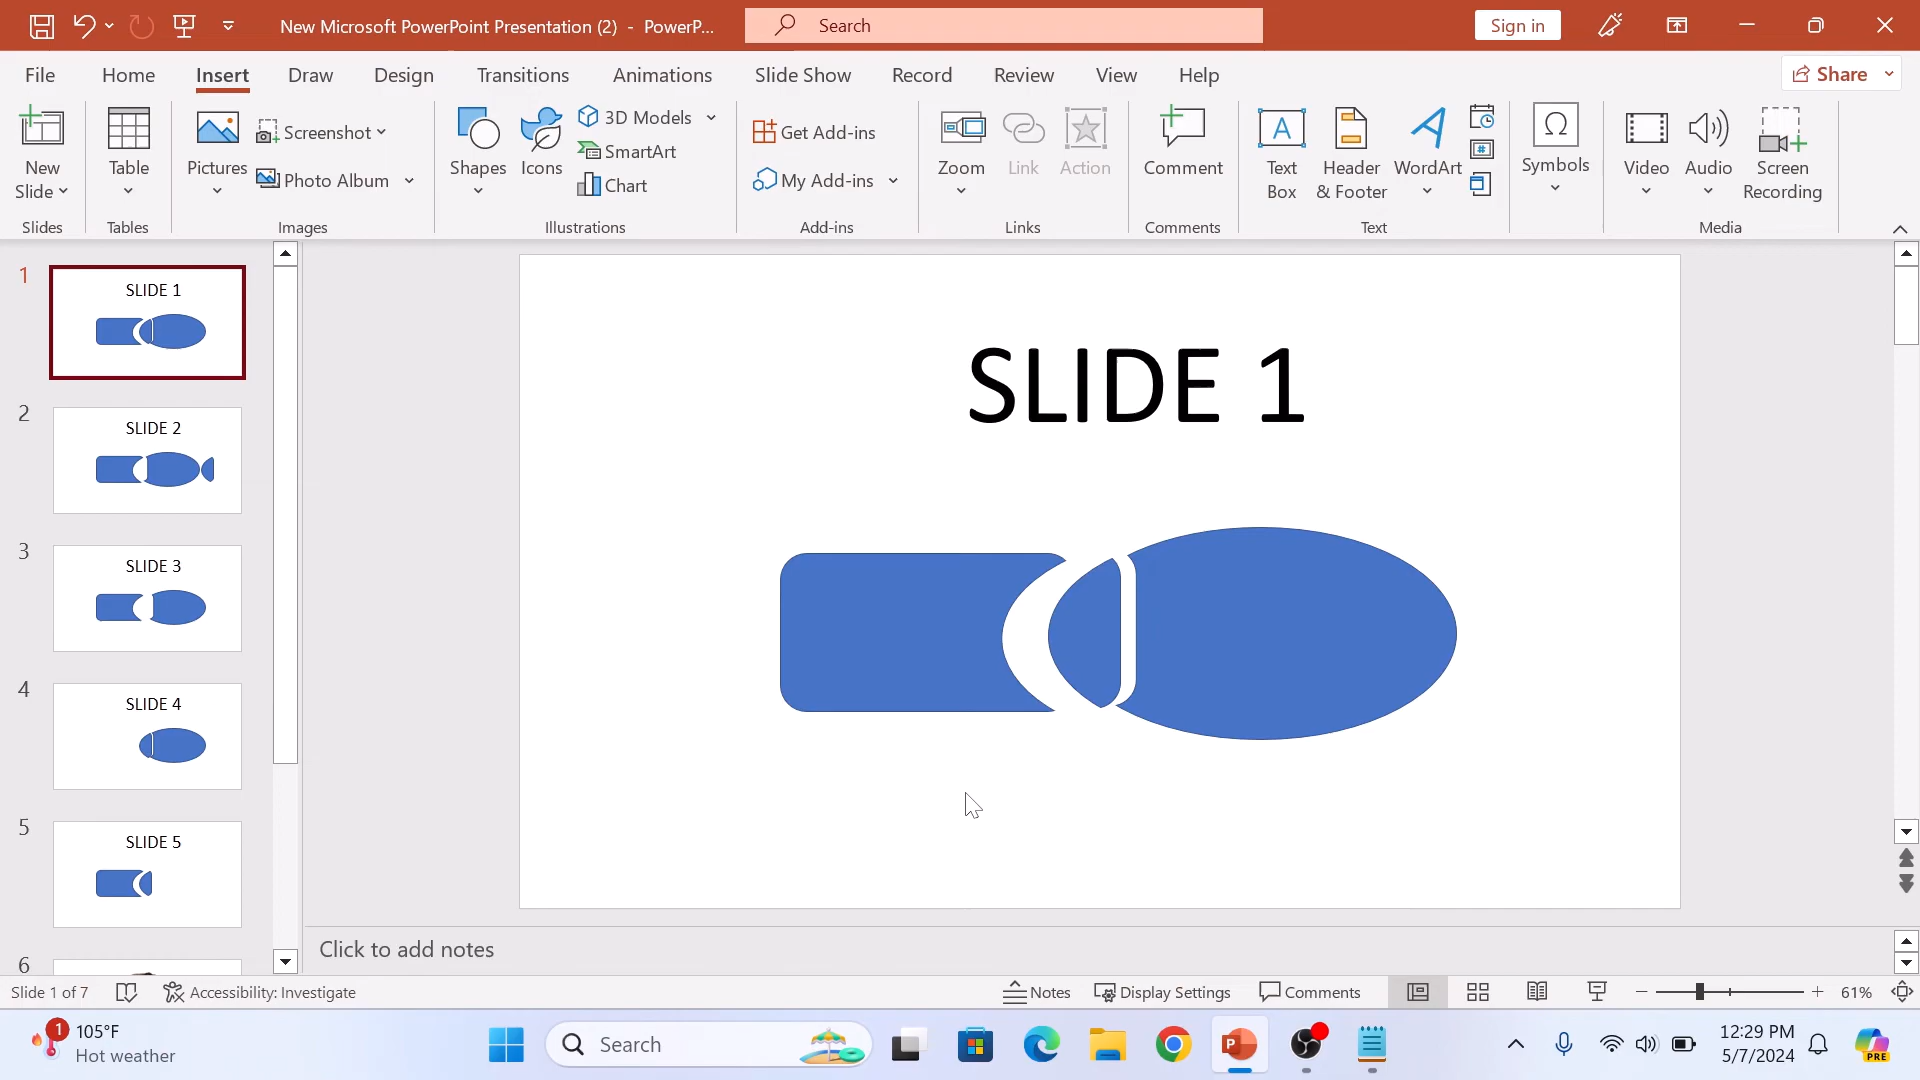 New Microsoft PowerPoint Presentation (2) - PowerP...
Search
Sign in
File Home Insert Draw Design Transitions Animations Slide Show Record Review View Help
Share
New Slide
Table
Pictures
Screenshot
Photo Album
Shapes
Icons
3D Models
SmartArt
Chart
Get Add-ins
My Add-ins
Zoom
Link
Action
Comment
Text Box
Header & Footer
WordArt
Symbols
Video
Audio
Screen Recording
Slides Tables Images Illustrations Add-ins Links Comments Text Media
1
SLIDE 1
2
SLIDE 2
3
SLIDE 3
4
SLIDE 4
5
SLIDE 5
6
SLIDE 1
Click to add notes
Slide 1 of 7
Accessibility: Investigate
Notes
Display Settings
Comments
61%
1
105°F
Hot weather
Search
12:29 PM
5/7/2024
PRE